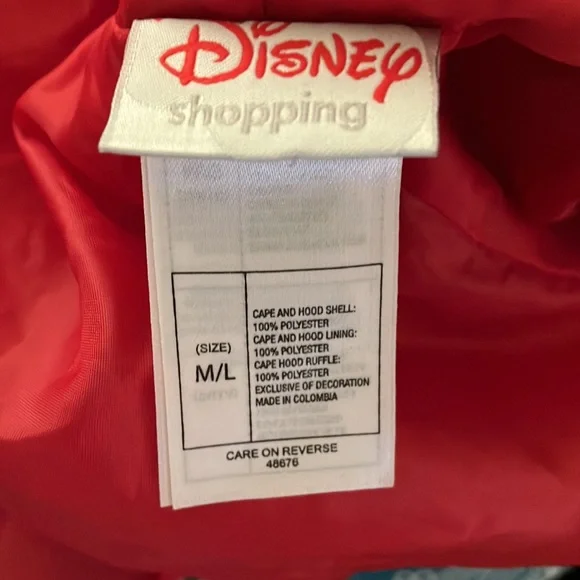 Disney
shopping
(SIZE)
M/L
CAPE AND HOOD SHELL:
100% POLYESTER
CAPE AND HOOD LINING:
100% POLYESTER
CAPE HOOD RUFFLE:
100% POLYESTER
EXCLUSIVE OF DECORATION
MADE IN COLOMBIA
CARE ON REVERSE
48676